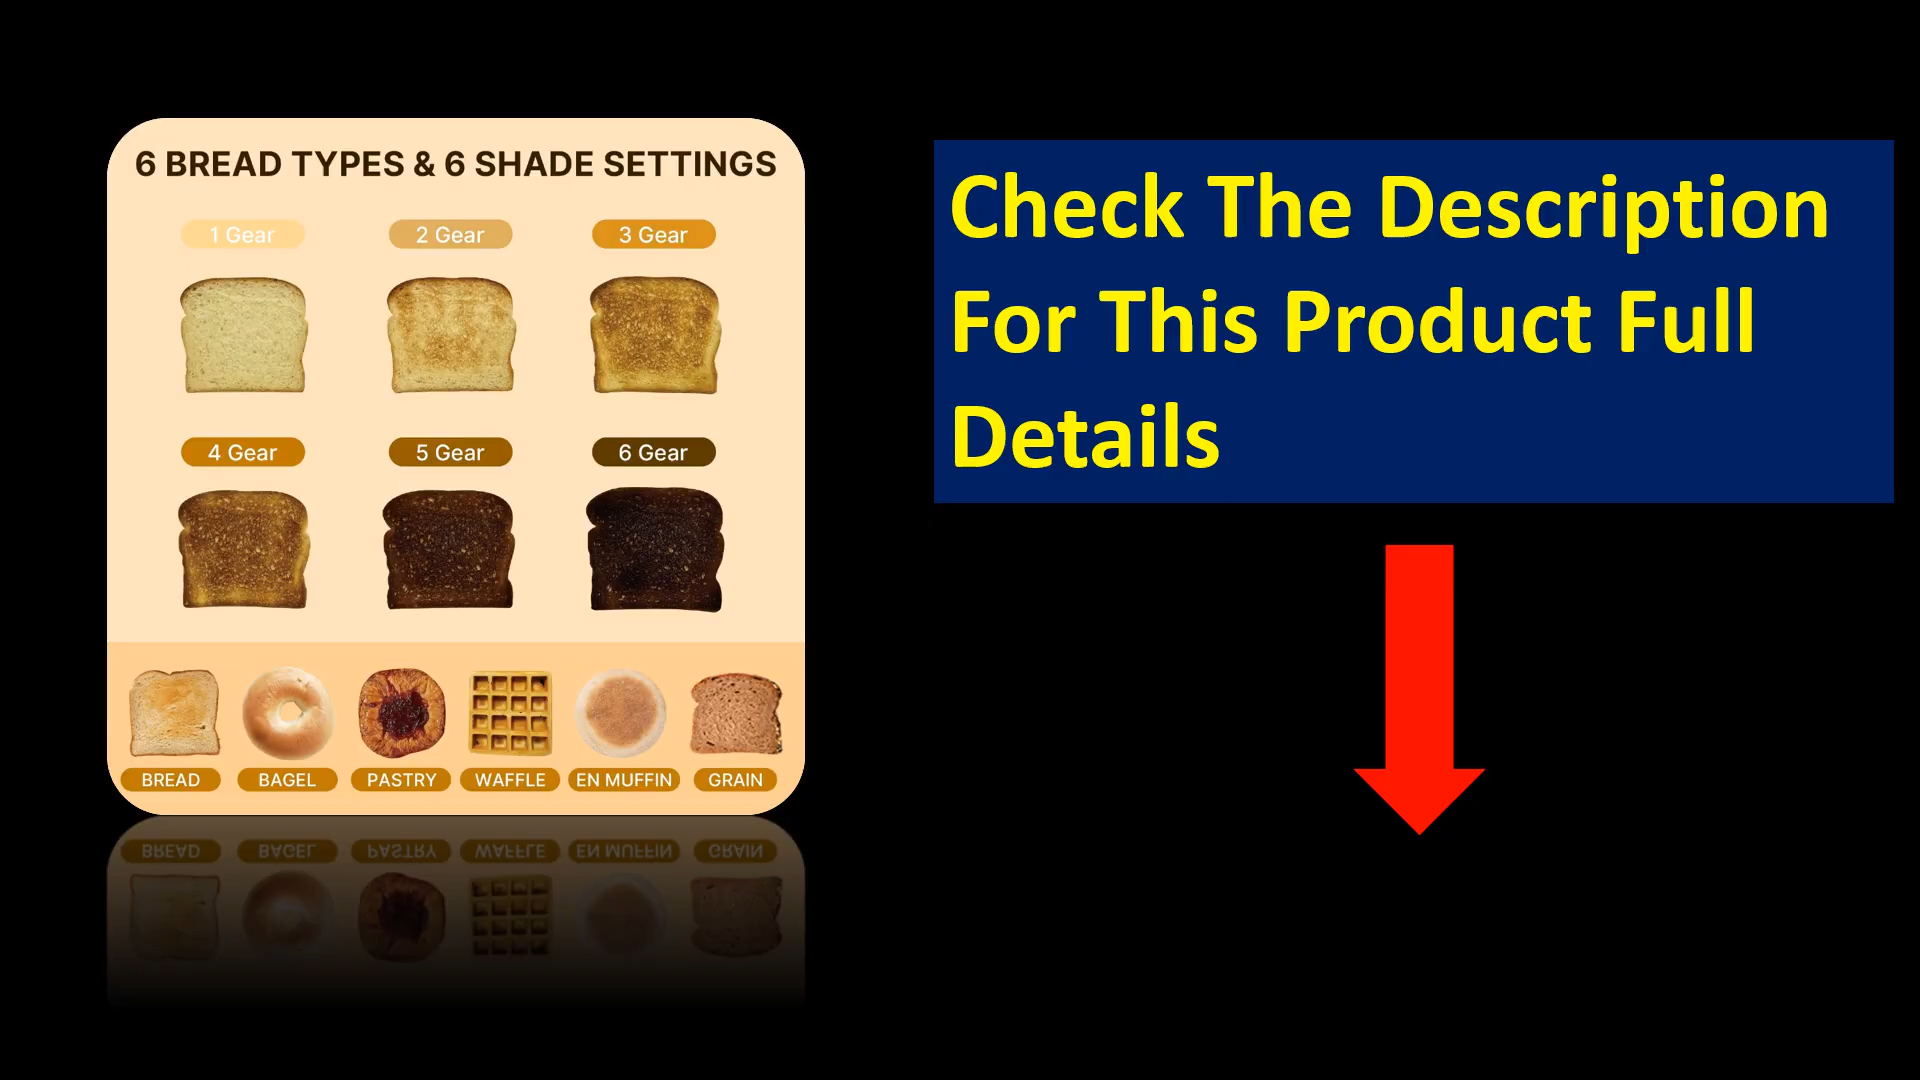 6 BREAD TYPES & 6 SHADE SETTINGS
1 Gear
2 Gear
3 Gear
4 Gear
5 Gear
6 Gear
BREAD
BAGEL
PASTRY
WAFFLE
EN MUFFIN
GRAIN
Check The Description
For This Product Full
Details